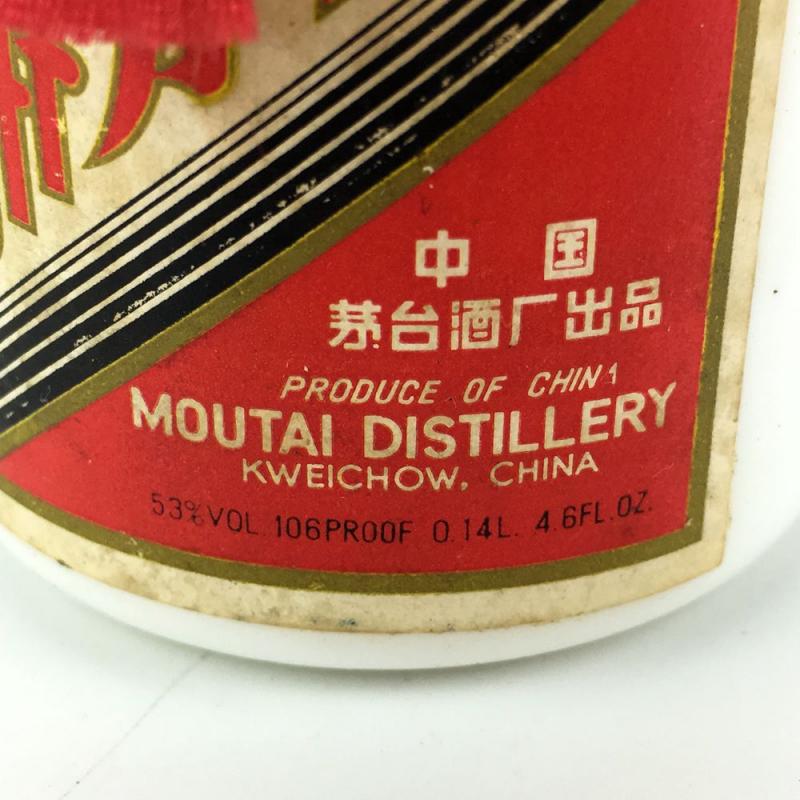 中国
茅台酒厂出品
PRODUCE OF CHINA
MOUTAI DISTILLERY
KWEICHOW, CHINA
53%VOL 106PROOF 0.14L. 4.6FL.OZ.